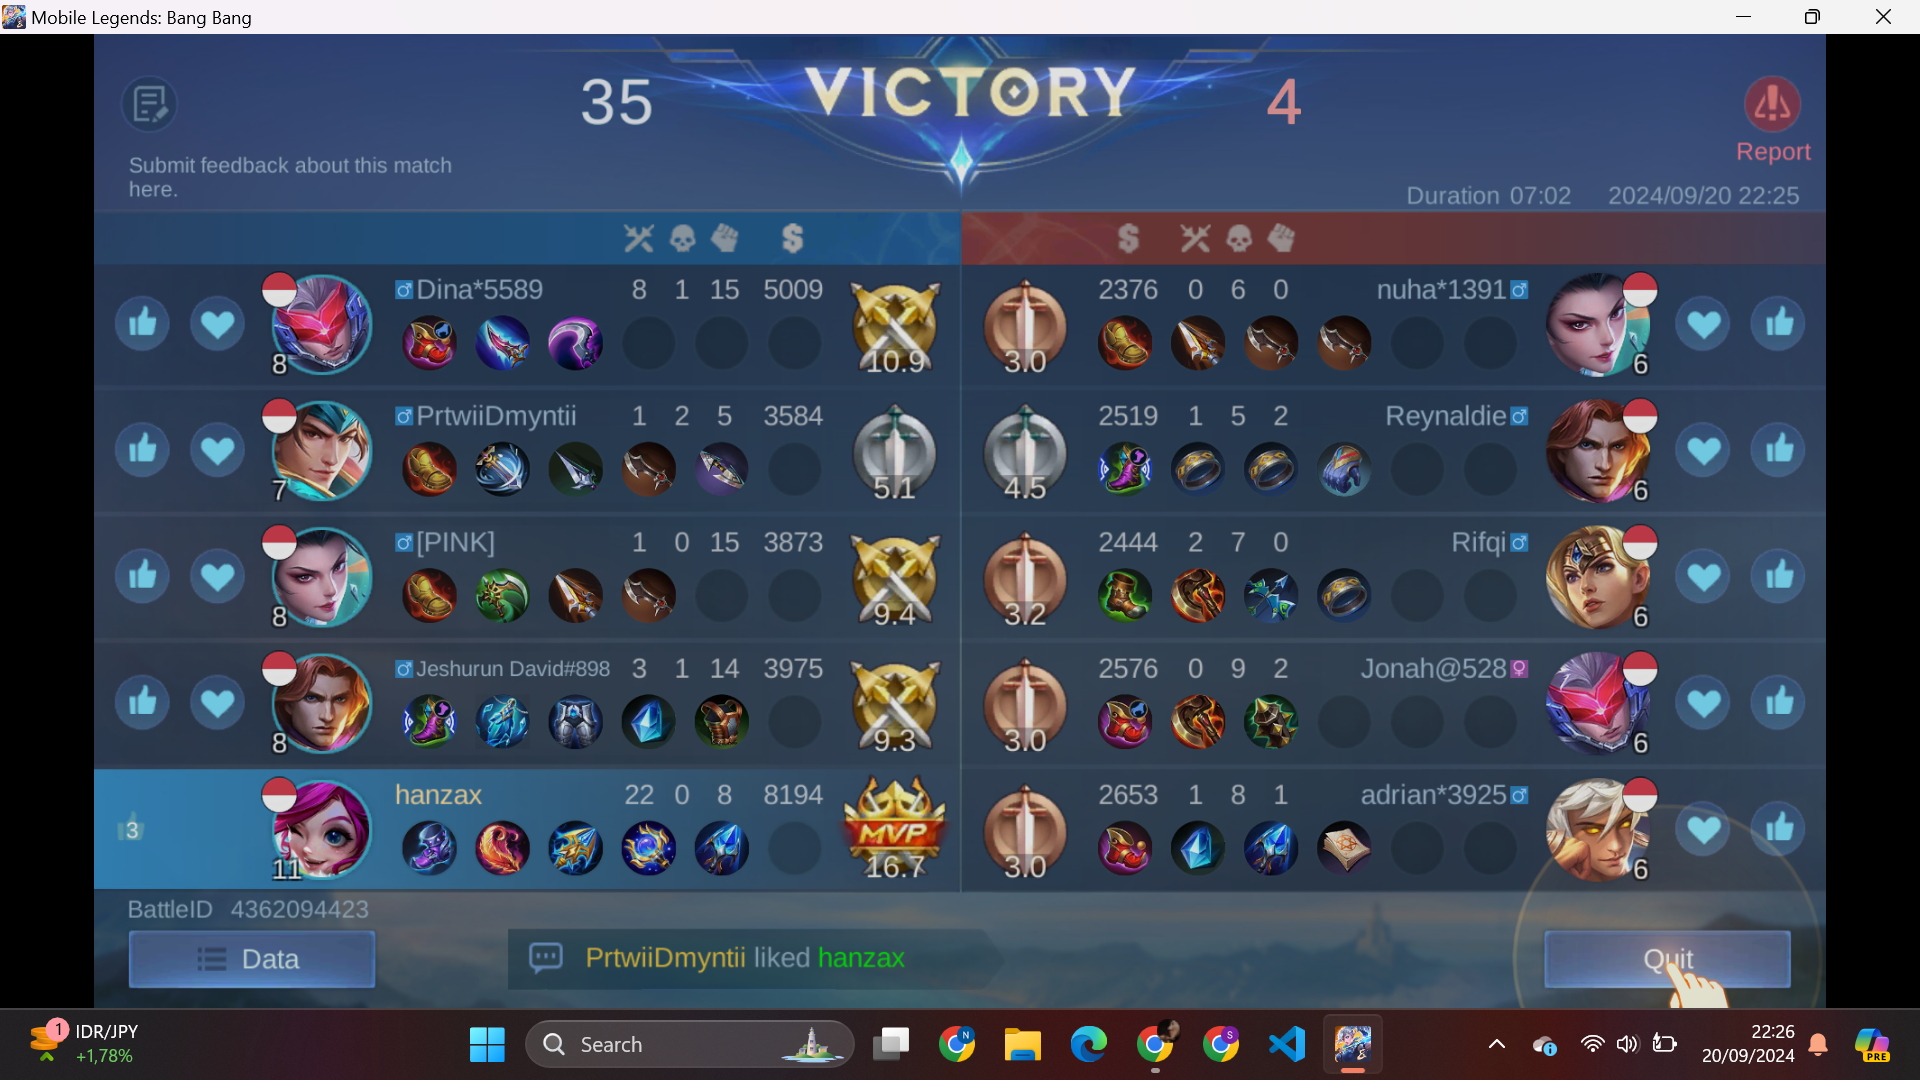 Mobile Legends: Bang Bang
35 VICTORY 4
Report
Submit feedback about this match
here.
Duration 07:02 2024/09/20 22:25
Dina*5589 8 1 15 5009
8 10.9
2376 0 6 0 nuha*1391
3.0 6
PrtwiiDmyntii 1 2 5 3584
7 5.1
2519 1 5 2 Reynaldie
4.5 6
[PINK] 1 0 15 3873
8 9.4
2444 2 7 0 Rifqi
3.2 6
Jeshurun David#898 3 1 14 3975
8 9.3
2576 0 9 2 Jonah@528
3.0 6
hanzax 22 0 8 8194
3 11 MVP 16.7
2653 1 8 1 adrian*3925
3.0 6
BattleID 4362094423
Data
PrtwiiDmyntii liked hanzax
Quit
1 IDR/JPY
+1,78%
Search
N
S
22:26
20/09/2024
PRE